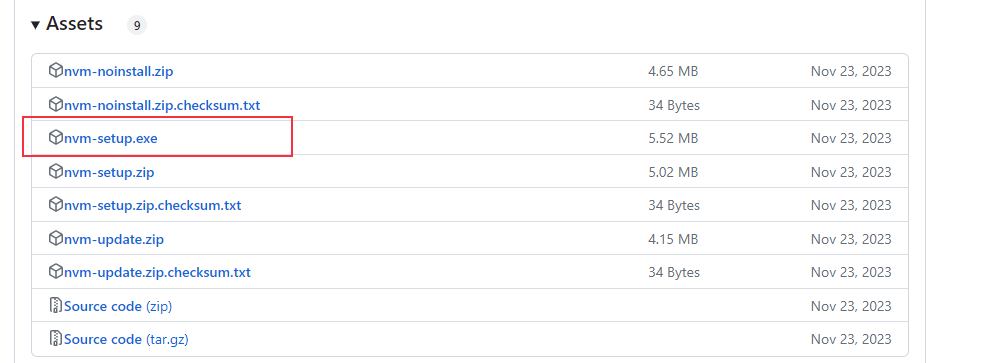 Assets 9
nvm-noinstall.zip 4.65 MB Nov 23, 2023
nvm-noinstall.zip.checksum.txt 34 Bytes Nov 23, 2023
nvm-setup.exe 5.52 MB Nov 23, 2023
nvm-setup.zip 5.02 MB Nov 23, 2023
nvm-setup.zip.checksum.txt 34 Bytes Nov 23, 2023
nvm-update.zip 4.15 MB Nov 23, 2023
nvm-update.zip.checksum.txt 34 Bytes Nov 23, 2023
Source code (zip) Nov 23, 2023
Source code (tar.gz) Nov 23, 2023